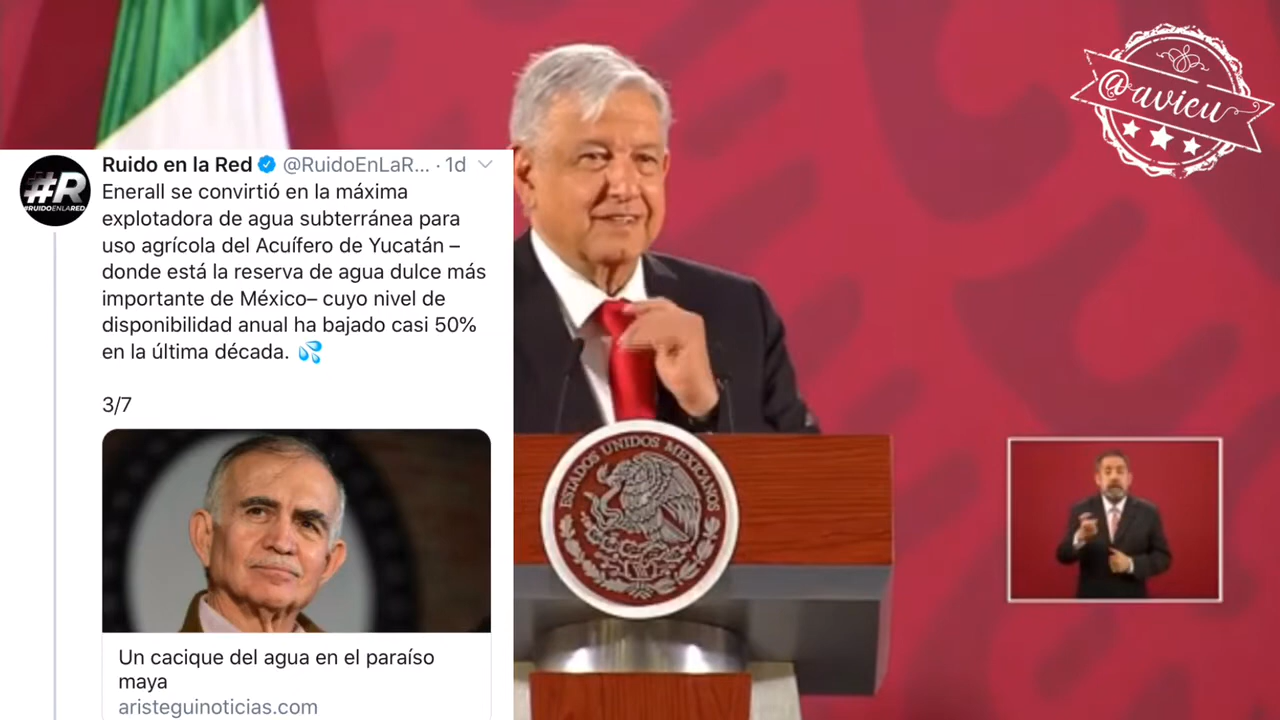 @avieu
#R
#RUIDOENLARED
Ruido en la Red @RuidoEnLaR... · 1d
Enerall se convirtió en la máxima
explotadora de agua subterránea para
uso agrícola del Acuífero de Yucatán –
donde está la reserva de agua dulce más
importante de México– cuyo nivel de
disponibilidad anual ha bajado casi 50%
en la última década. 💦
3/7
Un cacique del agua en el paraíso
maya
aristeguinoticias.com
ESTADOS UNIDOS MEXICANOS